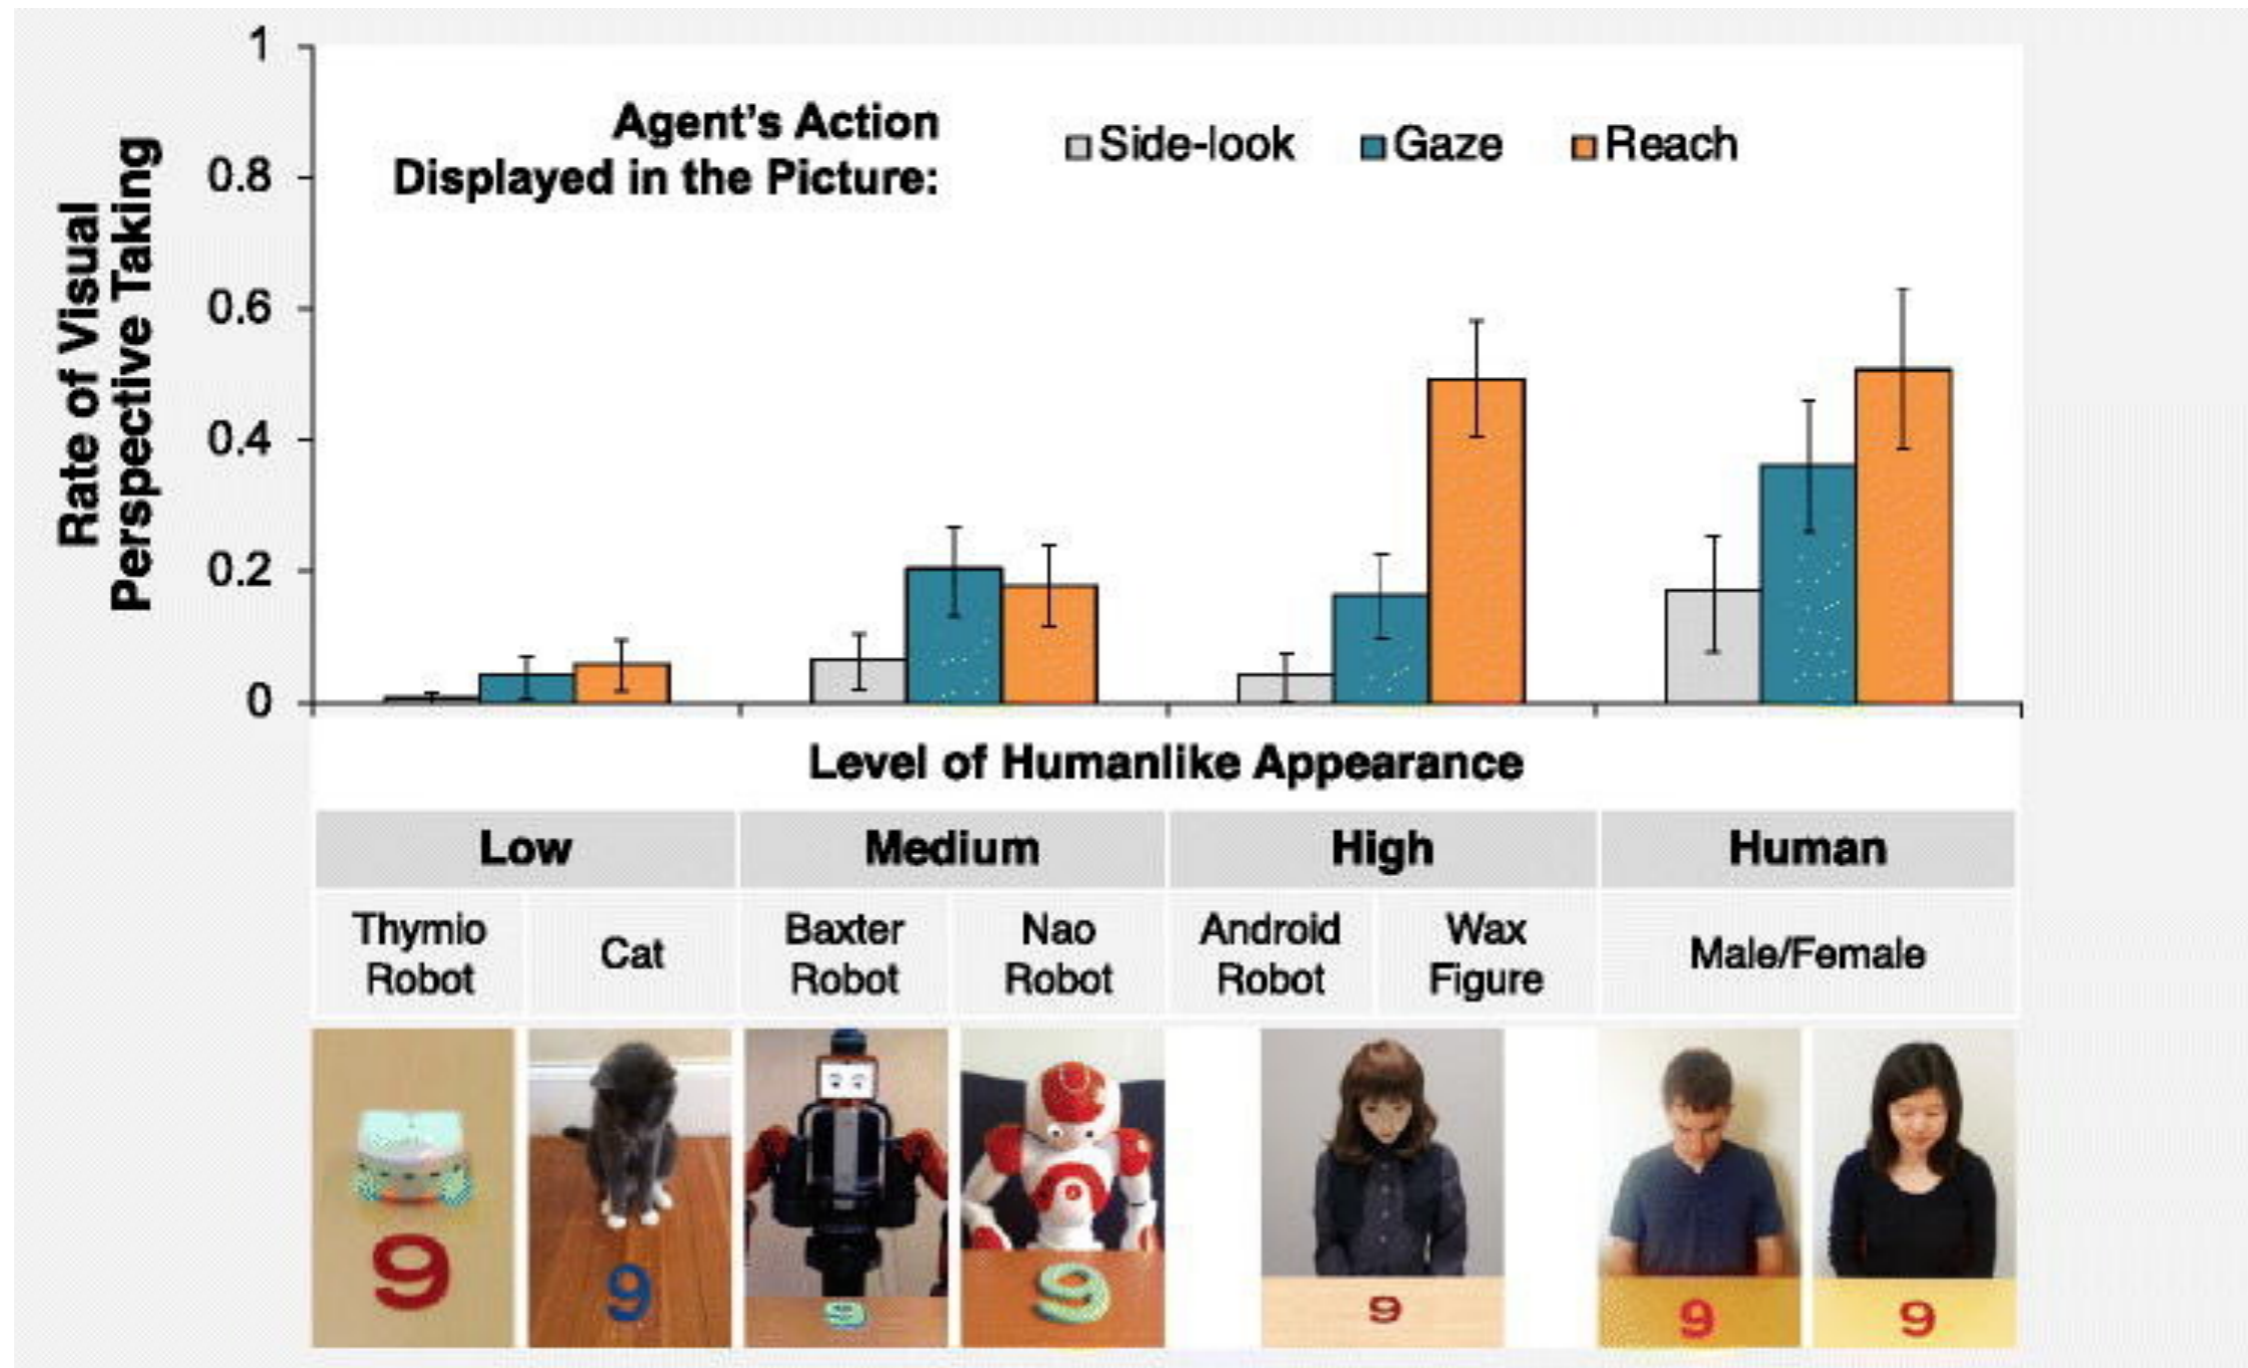 1
0.8
0.6
0.4
0.2
0
Rate of Visual
Perspective Taking
Agent's Action
Displayed in the Picture:
Side-look
Gaze
Reach
Level of Humanlike Appearance
Low
Medium
High
Human
Thymio
Robot
Cat
Baxter
Robot
Nao
Robot
Android
Robot
Wax
Figure
Male/Female
9
9
9
9
9
9
9